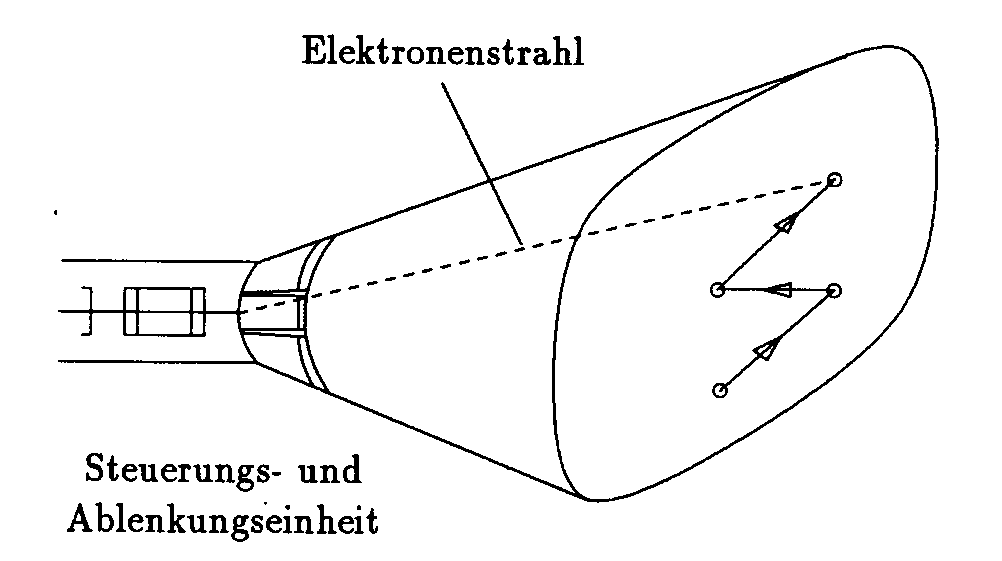 Elektronenstrahl
Steuerungs- und
Ablenkungseinheit